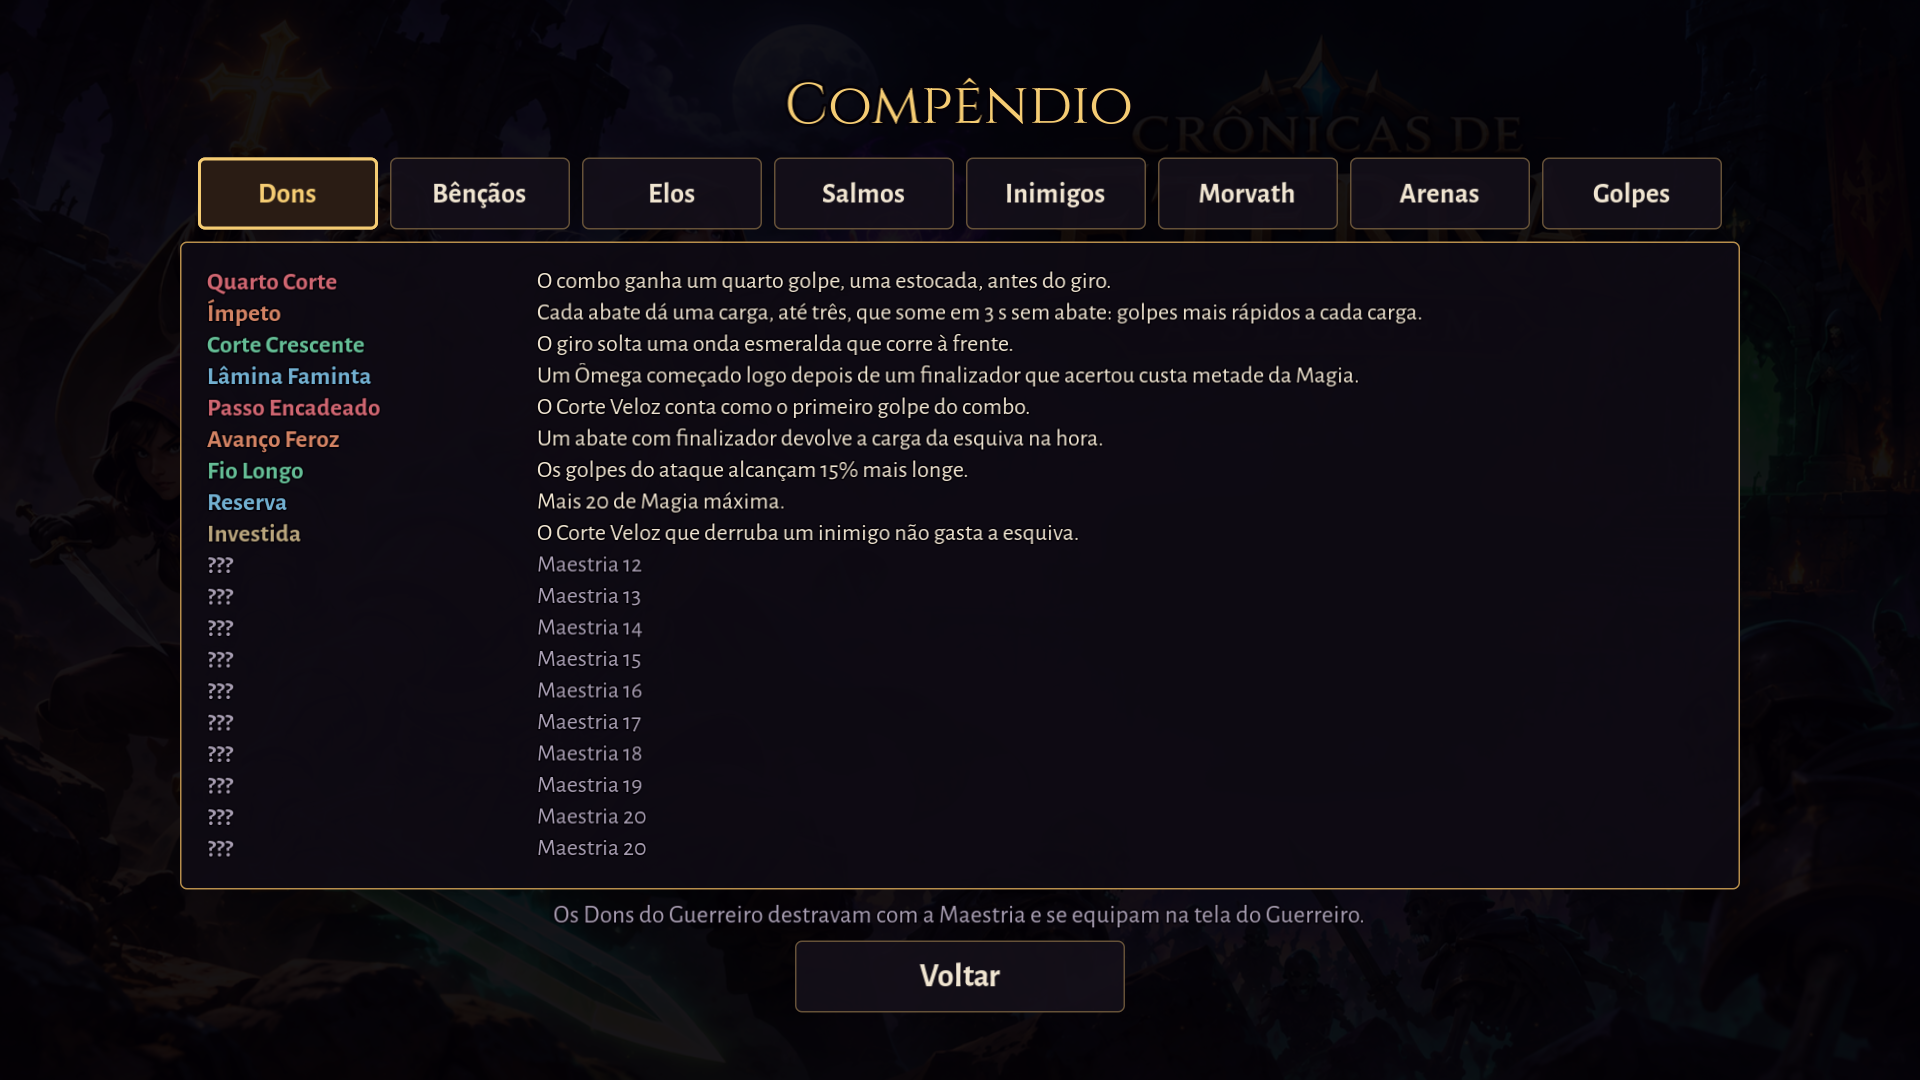 Compêndio
CRÔNICAS DE
Dons
Bênçãos
Elos
Salmos
Inimigos
Morvath
Arenas
Golpes
Quarto Corte
O combo ganha um quarto golpe, uma estocada, antes do giro.
Ímpeto
Cada abate dá uma carga, até três, que some em 3 s sem abate: golpes mais rápidos a cada carga.
Corte Crescente
O giro solta uma onda esmeralda que corre à frente.
Lâmina Faminta
Um Ômega começado logo depois de um finalizador que acertou custa metade da Magia.
Passo Encadeado
O Corte Veloz conta como o primeiro golpe do combo.
Avanço Feroz
Um abate com finalizador devolve a carga da esquiva na hora.
Fio Longo
Os golpes do ataque alcançam 15% mais longe.
Reserva
Mais 20 de Magia máxima.
Investida
O Corte Veloz que derruba um inimigo não gasta a esquiva.
???
Maestria 12
???
Maestria 13
???
Maestria 14
???
Maestria 15
???
Maestria 16
???
Maestria 17
???
Maestria 18
???
Maestria 19
???
Maestria 20
???
Maestria 20
Os Dons do Guerreiro destravam com a Maestria e se equipam na tela do Guerreiro.
Voltar